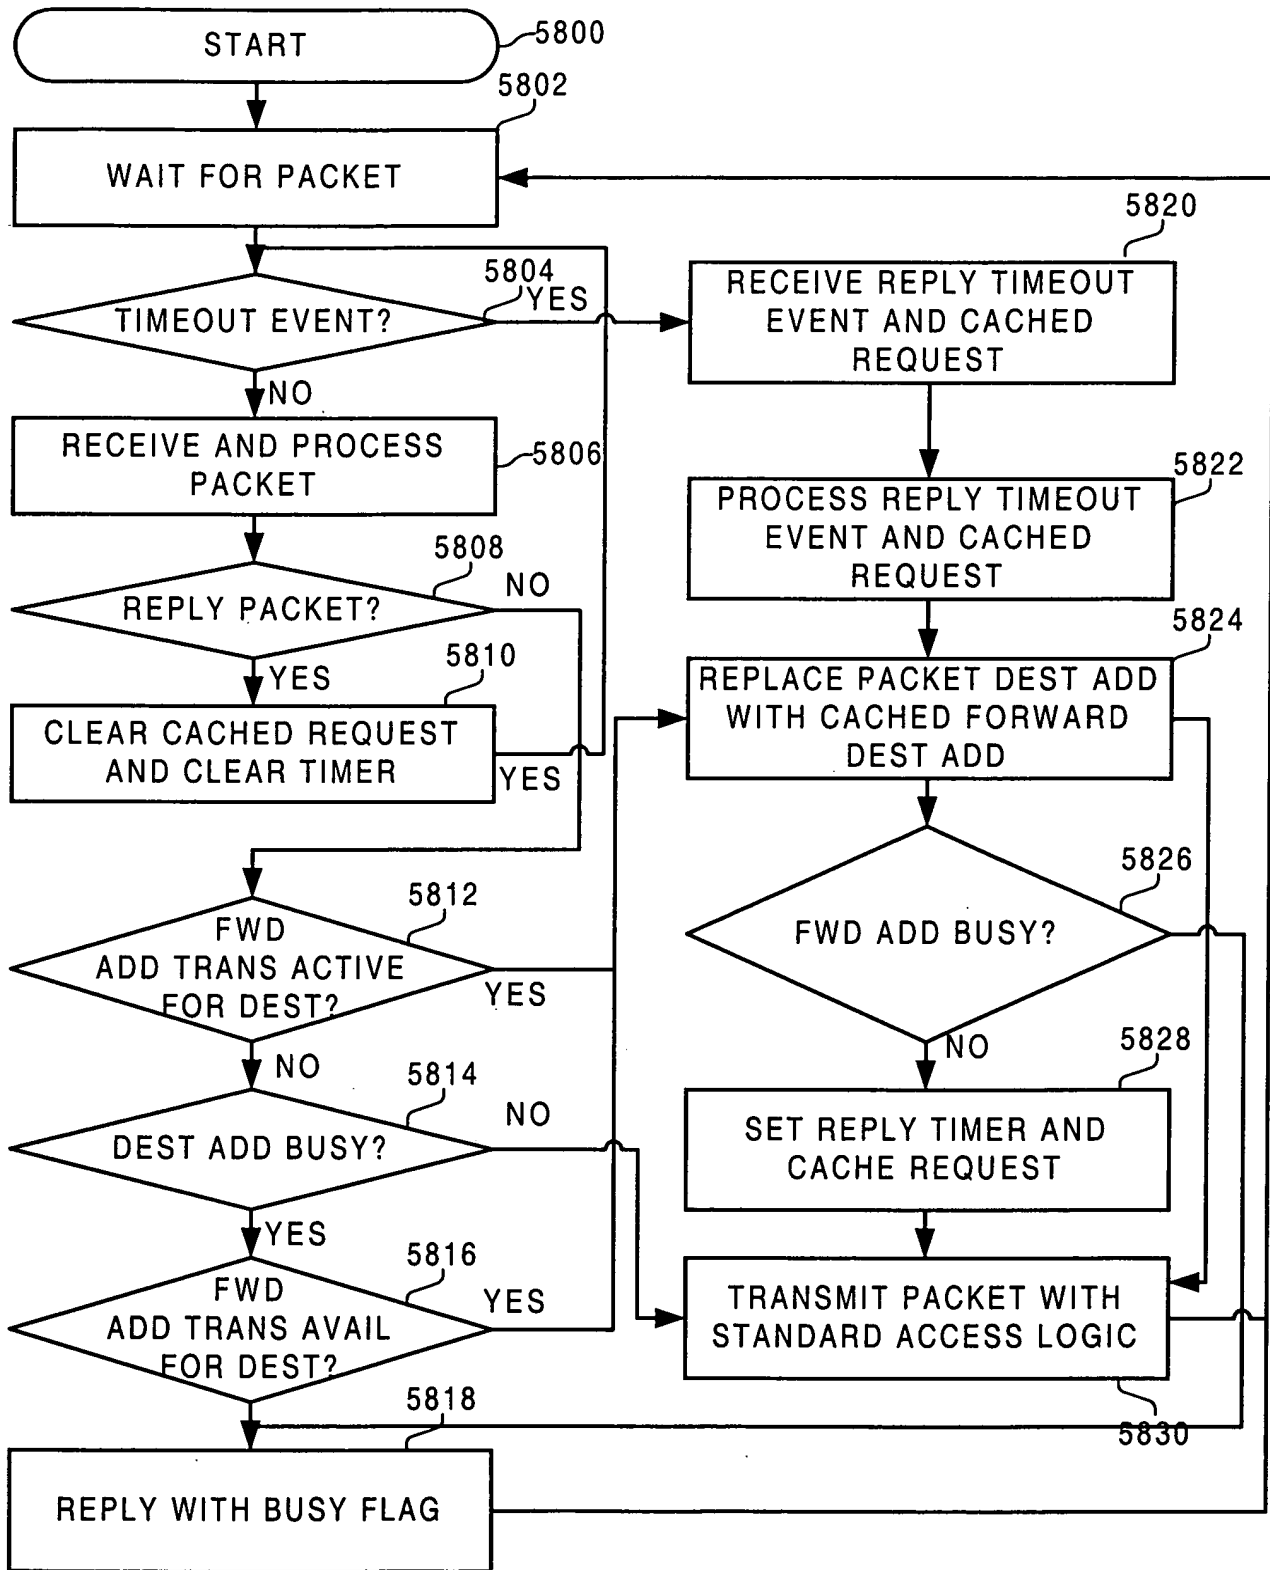 START
5800
5802
WAIT FOR PACKET
5804
TIMEOUT EVENT?
YES
NO
RECEIVE AND PROCESS
PACKET
5806
5808
REPLY PACKET?
NO
YES
5810
CLEAR CACHED REQUEST
AND CLEAR TIMER
YES
5812
FWD
ADD TRANS ACTIVE
FOR DEST?
YES
NO
5814
DEST ADD BUSY?
NO
YES
5816
FWD
ADD TRANS AVAIL
FOR DEST?
YES
5818
REPLY WITH BUSY FLAG
5820
RECEIVE REPLY TIMEOUT
EVENT AND CACHED
REQUEST
5822
PROCESS REPLY TIMEOUT
EVENT AND CACHED
REQUEST
5824
REPLACE PACKET DEST ADD
WITH CACHED FORWARD
DEST ADD
5826
FWD ADD BUSY?
NO
5828
SET REPLY TIMER AND
CACHE REQUEST
TRANSMIT PACKET WITH
STANDARD ACCESS LOGIC
5830